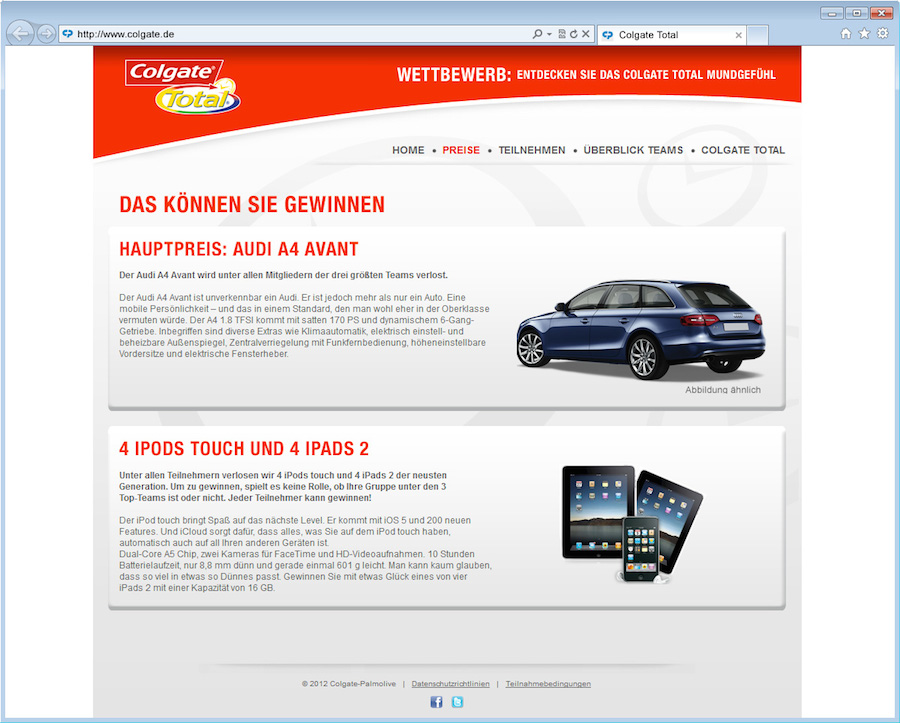 http://www.colgate.de
Colgate Total
Colgate®
Total
WETTBEWERB: ENTDECKEN SIE DAS COLGATE TOTAL MUNDGEFÜHL
HOME • PREISE • TEILNEHMEN • ÜBERBLICK TEAMS • COLGATE TOTAL
DAS KÖNNEN SIE GEWINNEN
HAUPTPREIS: AUDI A4 AVANT
Der Audi A4 Avant wird unter allen Mitgliedern der drei größten Teams verlost.
Der Audi A4 Avant ist unverkennbar ein Audi. Er ist jedoch mehr als nur ein Auto. Eine
mobile Persönlichkeit – und das in einem Standard, den man wohl eher in der Oberklasse
vermuten würde. Der A4 1.8 TFSI kommt mit satten 170 PS und dynamischem 6-Gang-
Getriebe. Inbegriffen sind diverse Extras wie Klimaautomatik, elektrisch einstell- und
beheizbare Außenspiegel, Zentralverriegelung mit Funkfernbedienung, höheneinstellbare
Vordersitze und elektrische Fensterheber.
Abbildung ähnlich
4 IPODS TOUCH UND 4 IPADS 2
Unter allen Teilnehmern verlosen wir 4 iPods touch und 4 iPads 2 der neusten
Generation. Um zu gewinnen, spielt es keine Rolle, ob Ihre Gruppe unter den 3
Top-Teams ist oder nicht. Jeder Teilnehmer kann gewinnen!
Der iPod touch bringt Spaß auf das nächste Level. Er kommt mit iOS 5 und 200 neuen
Features. Und iCloud sorgt dafür, dass alles, was Sie auf dem iPod touch haben,
automatisch auch auf all Ihren anderen Geräten ist.
Dual-Core A5 Chip, zwei Kameras für FaceTime und HD-Videoaufnahmen. 10 Stunden
Batterielaufzeit, nur 8,8 mm dünn und gerade einmal 601 g leicht. Man kann kaum glauben,
dass so viel in etwas so Dünnes passt. Gewinnen Sie mit etwas Glück eines von vier
iPads 2 mit einer Kapazität von 16 GB.
© 2012 Colgate-Palmolive | Datenschutzrichtlinien | Teilnahmebedingungen